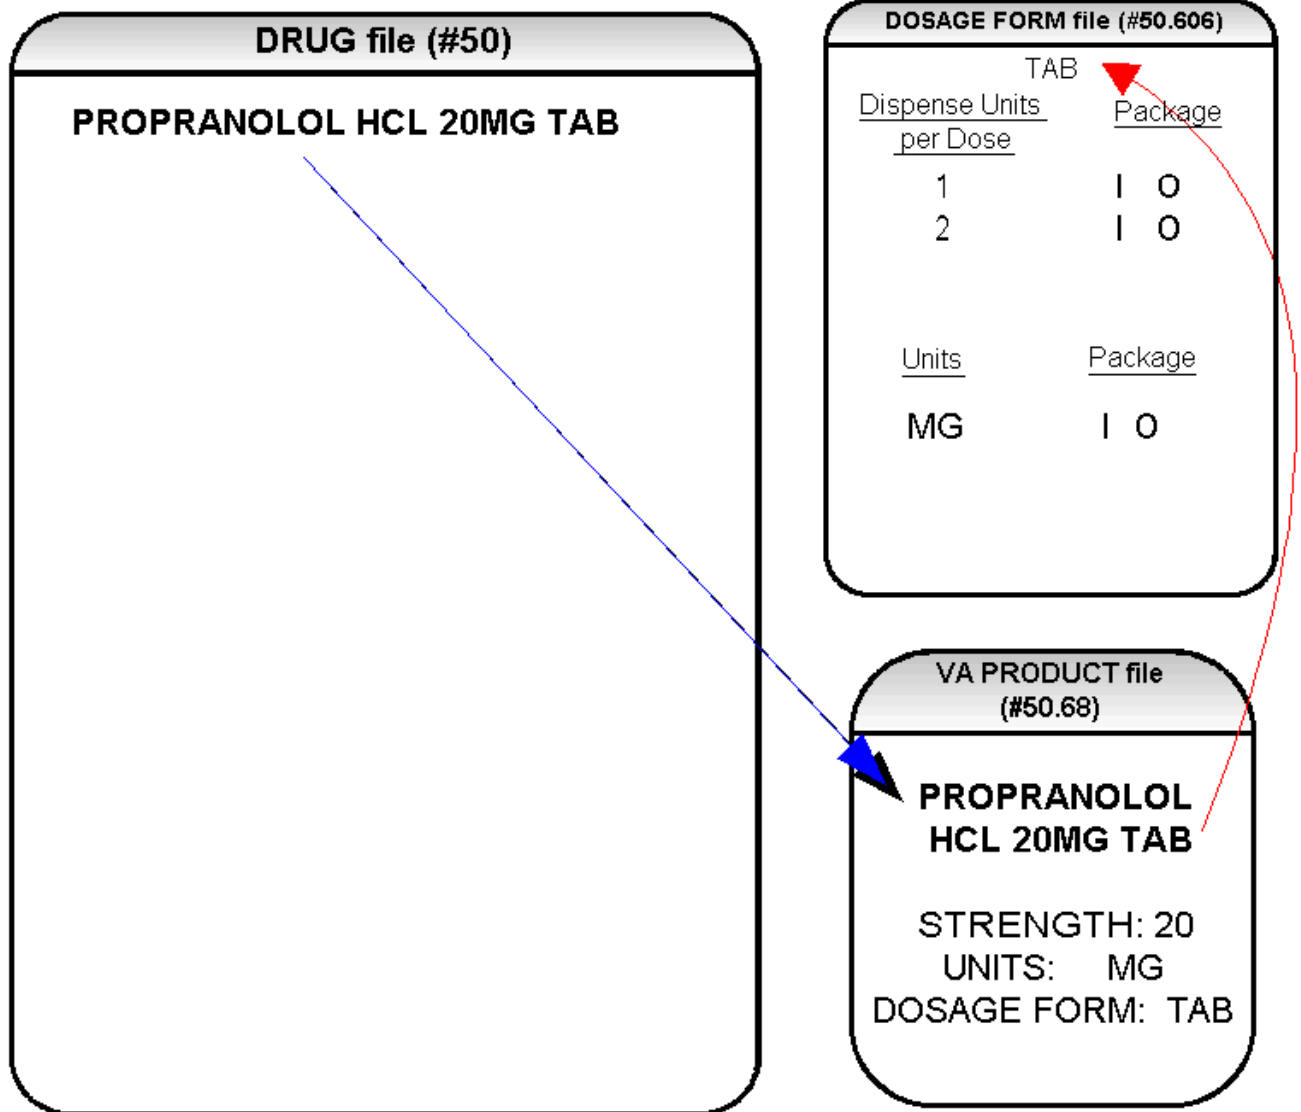 DRUG file (#50)
PROPRANOLOL HCL 20MG TAB
DOSAGE FORM file (#50.606)
TAB
Dispense Units Package
per Dose
1 I O
2 I O
Units Package
MG I O
VA PRODUCT file
(#50.68)
PROPRANOLOL
HCL 20MG TAB
STRENGTH: 20
UNITS: MG
DOSAGE FORM: TAB